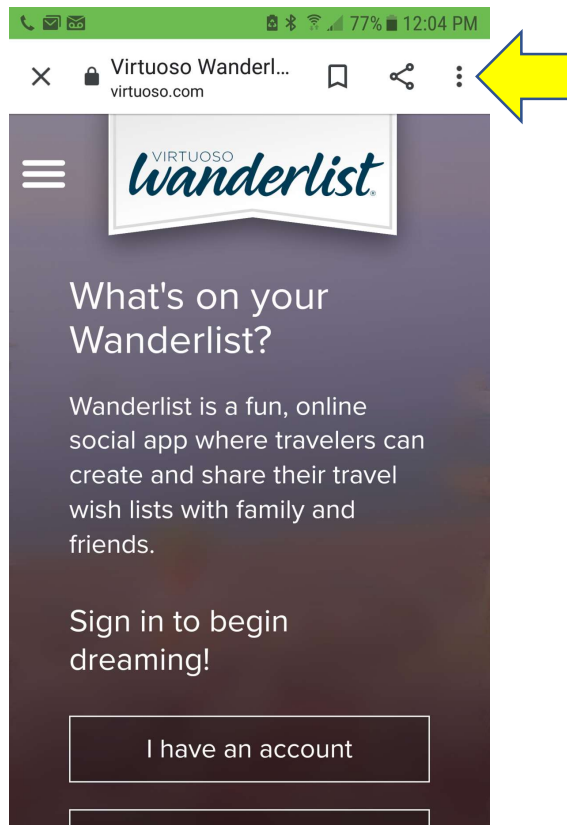 77% 12:04 PM
Virtuoso Wanderl...
virtuoso.com
VIRTUOSO
wanderlist®
What's on your
Wanderlist?
Wanderlist is a fun, online
social app where travelers can
create and share their travel
wish lists with family and
friends.
Sign in to begin
dreaming!
I have an account